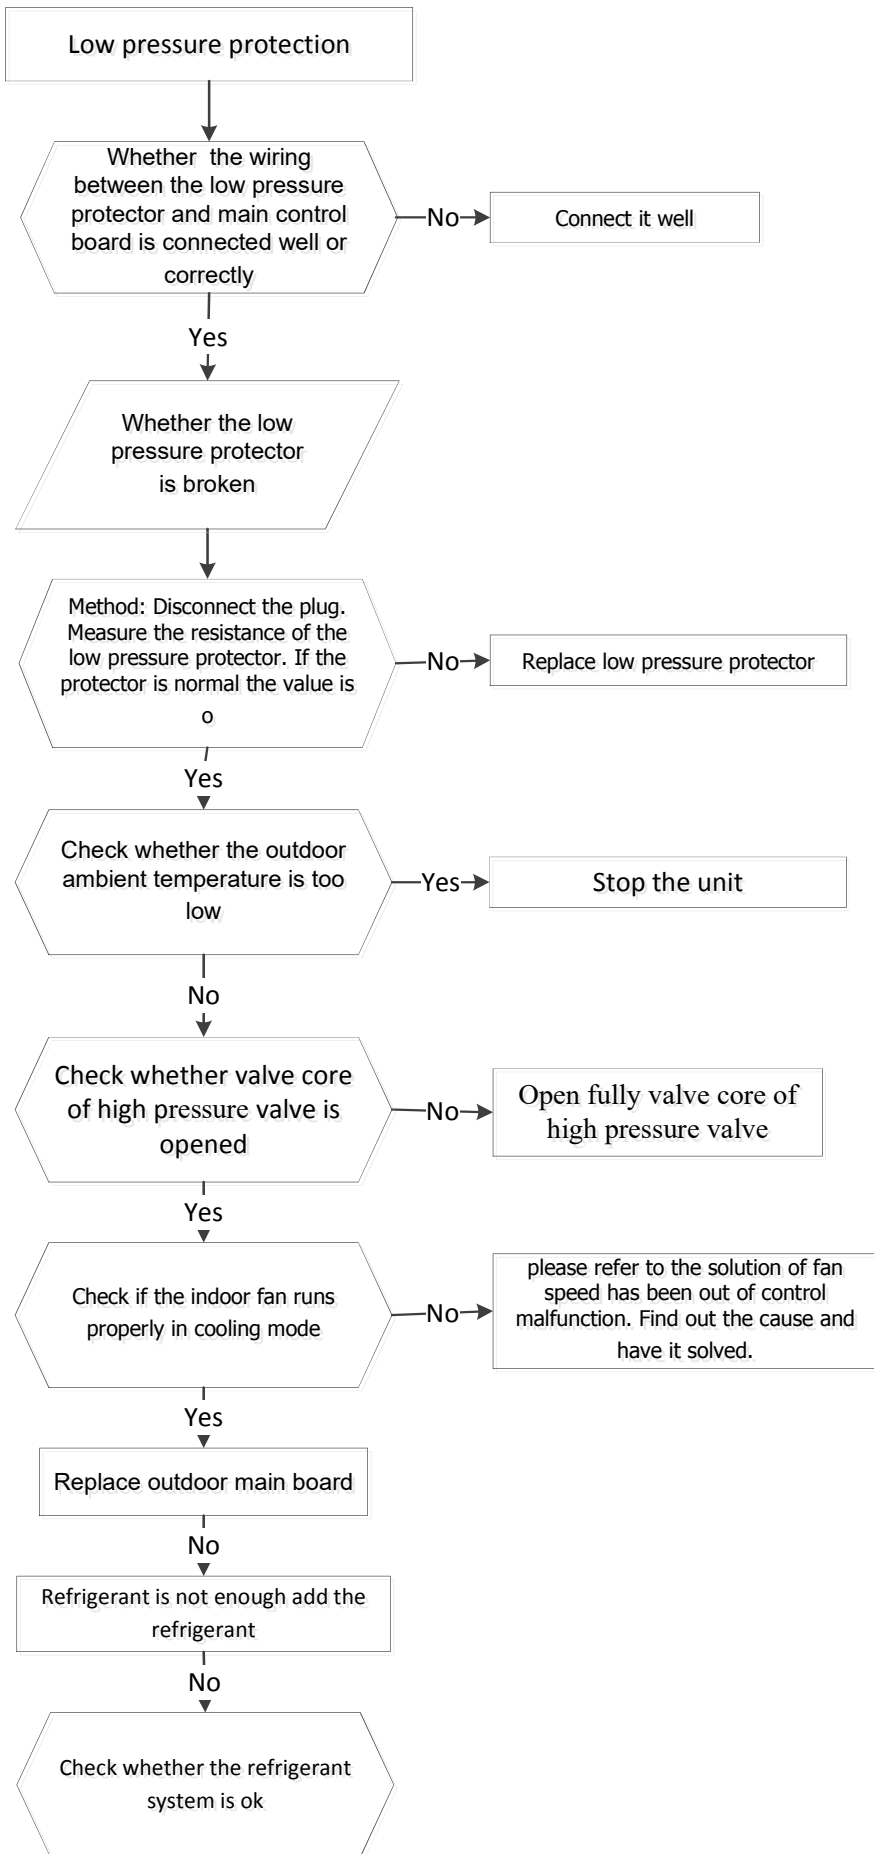 Low pressure protection
Whether the wiring
between the low pressure
protector and main control
board is connected well or
correctly
No
Connect it well
Yes
Whether the low
pressure protector
is broken
Method: Disconnect the plug.
Measure the resistance of the
low pressure protector. If the
protector is normal the value is
o
No
Replace low pressure protector
Yes
Check whether the outdoor
ambient temperature is too
low
Yes
Stop the unit
No
Check whether valve core
of high pressure valve is
opened
No
Open fully valve core of
high pressure valve
Yes
Check if the indoor fan runs
properly in cooling mode
No
please refer to the solution of fan
speed has been out of control
malfunction. Find out the cause and
have it solved.
Yes
Replace outdoor main board
No
Refrigerant is not enough add the
refrigerant
No
Check whether the refrigerant
system is ok